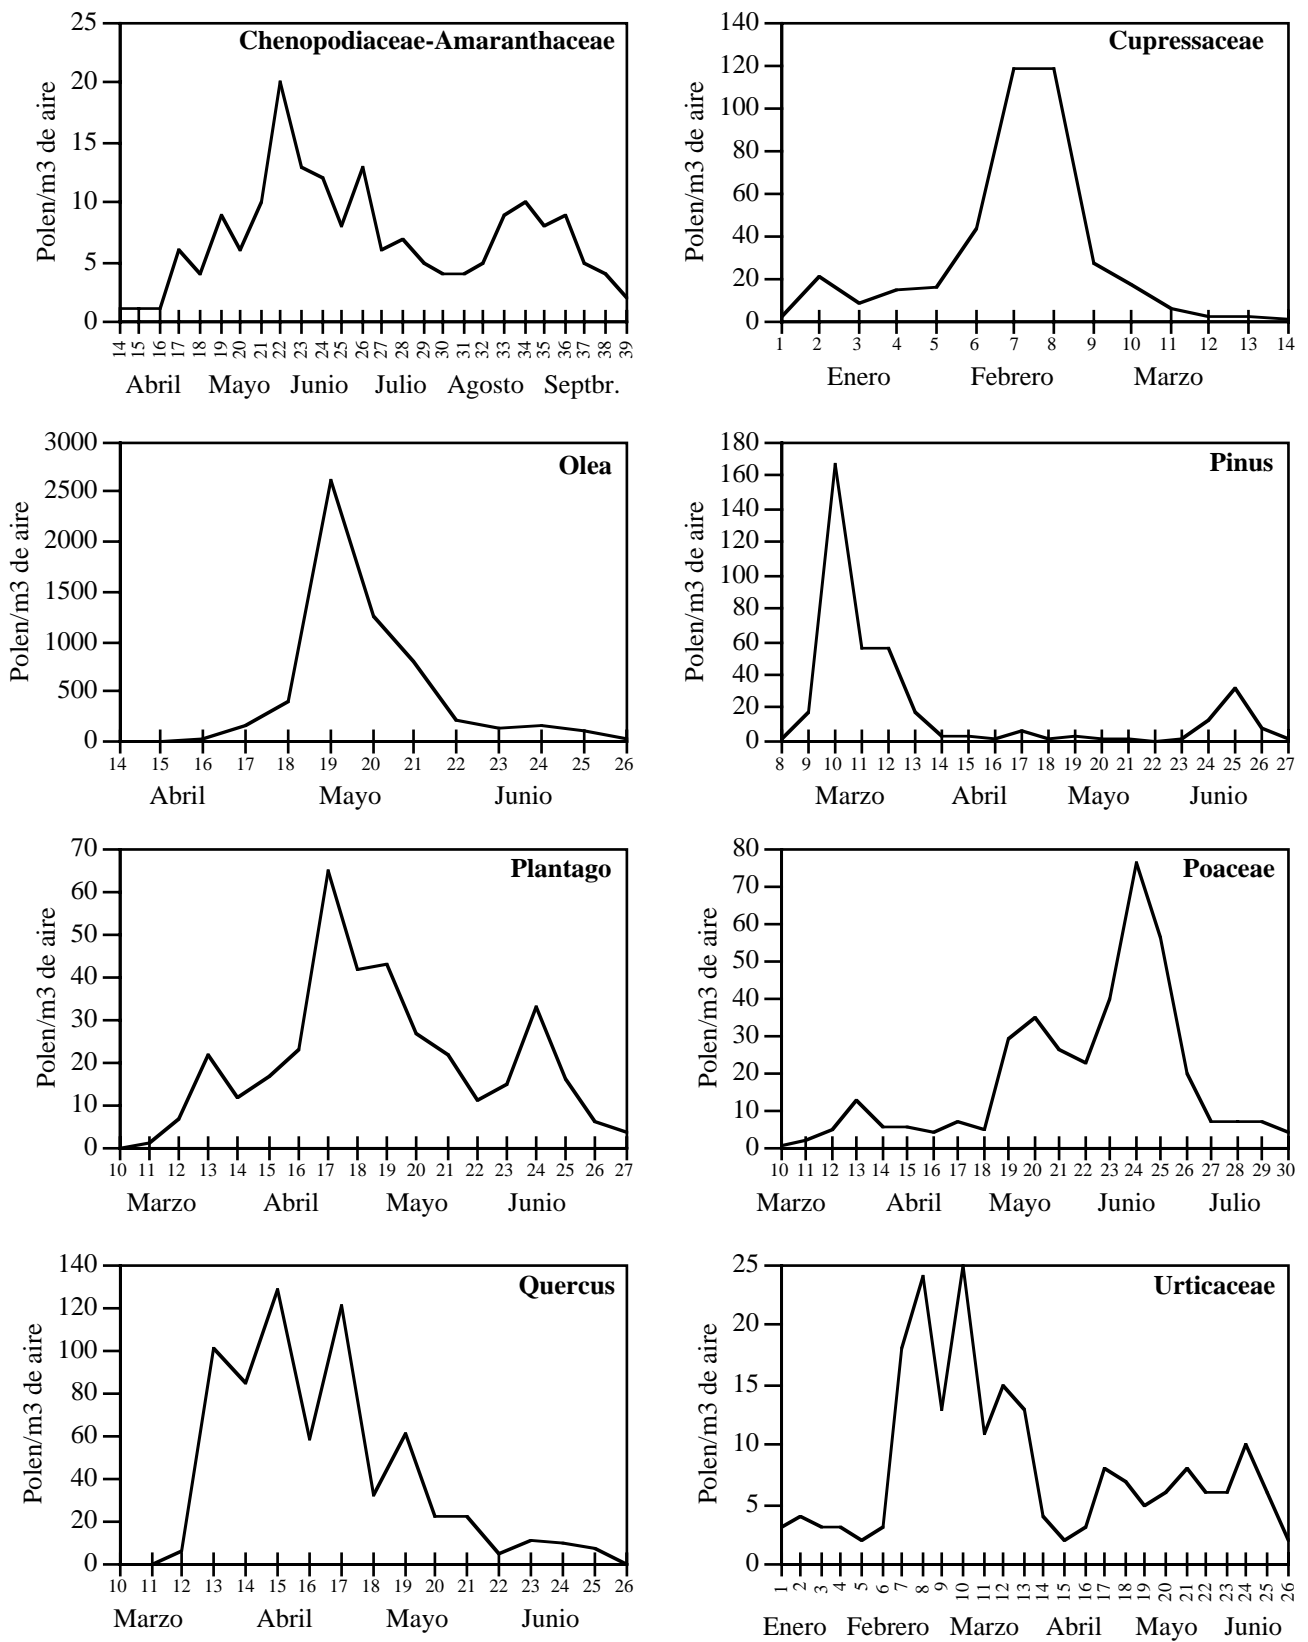 Chenopodiaceae-Amaranthaceae
Polen/m3 de aire
25
20
15
10
5
0
14 15 16 17 18 19 20 21 22 23 24 25 26 27 28 29 30 31 32 33 34 35 36 37 38 39
Abril Mayo Junio Julio Agosto Septbr.
Cupressaceae
Polen/m3 de aire
140
120
100
80
60
40
20
0
1 2 3 4 5 6 7 8 9 10 11 12 13 14
Enero Febrero Marzo
Olea
Polen/m3 de aire
3000
2500
2000
1500
1000
500
0
14 15 16 17 18 19 20 21 22 23 24 25 26
Abril Mayo Junio
Pinus
Polen/m3 de aire
180
160
140
120
100
80
60
40
20
0
8 9 10 11 12 13 14 15 16 17 18 19 20 21 22 23 24 25 26 27
Marzo Abril Mayo Junio
Plantago
Polen/m3 de aire
70
60
50
40
30
20
10
0
10 11 12 13 14 15 16 17 18 19 20 21 22 23 24 25 26 27
Marzo Abril Mayo Junio
Poaceae
Polen/m3 de aire
80
70
60
50
40
30
20
10
0
10 11 12 13 14 15 16 17 18 19 20 21 22 23 24 25 26 27 28 29 30
Marzo Abril Mayo Junio Julio
Quercus
Polen/m3 de aire
140
120
100
80
60
40
20
0
10 11 12 13 14 15 16 17 18 19 20 21 22 23 24 25 26
Marzo Abril Mayo Junio
Urticaceae
Polen/m3 de aire
25
20
15
10
5
0
1 2 3 4 5 6 7 8 9 10 11 12 13 14 15 16 17 18 19 20 21 22 23 24 25 26
Enero Febrero Marzo Abril Mayo Junio